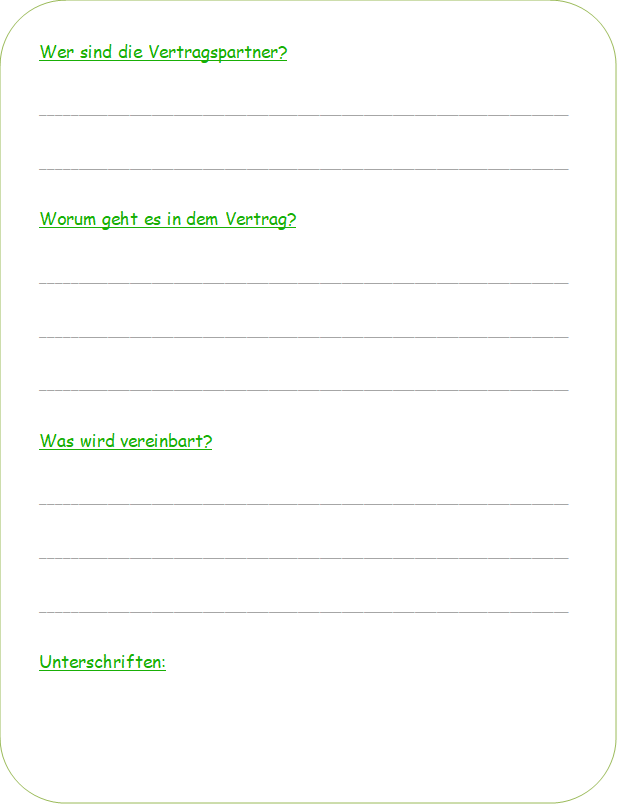 Wer sind die Vertragspartner?
Worum geht es in dem Vertrag?
Was wird vereinbart?
Unterschriften: